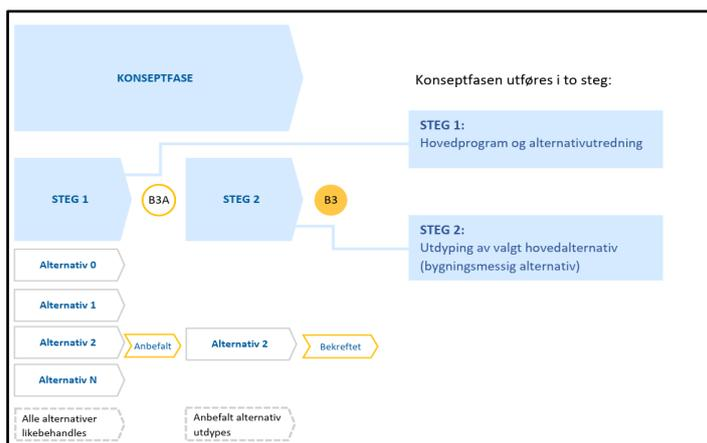 KONSEPTFASE
Konseptfasen utføres i to steg:
STEG 1:
Hovedprogram og alternativutredning
STEG 1
B3A
STEG 2
B3
STEG 2:
Utdyping av valgt hovedalternativ
(bygningsmessig alternativ)
Alternativ 0
Alternativ 1
Alternativ 2
Anbefalt
Alternativ 2
Bekreftet
Alternativ N
Alle alternativer
likebehandles
Anbefalt alternativ
utdypes